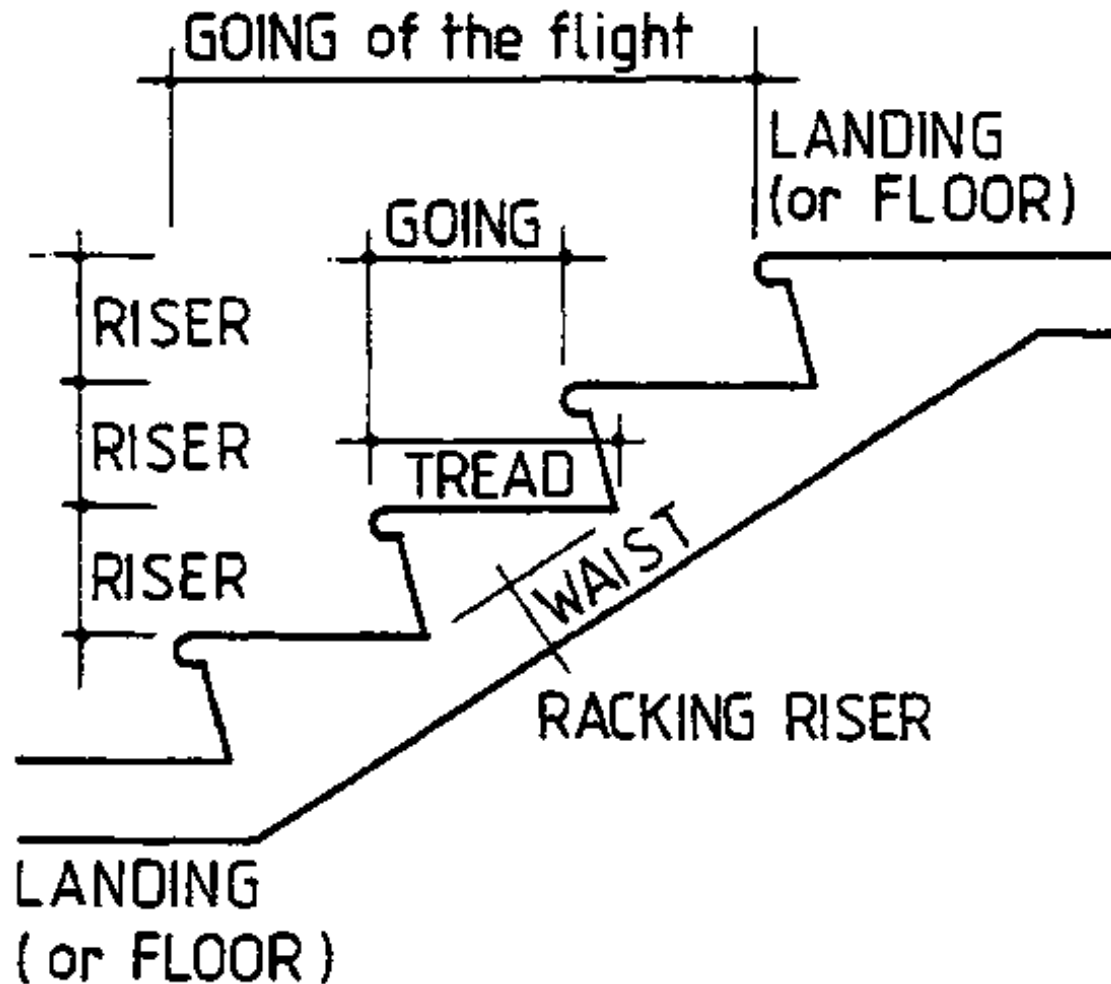 GOING of the flight
LANDING
(or FLOOR)
GOING
RISER
RISER
TREAD
RISER
WAIST
RACKING RISER
LANDING
(or FLOOR)